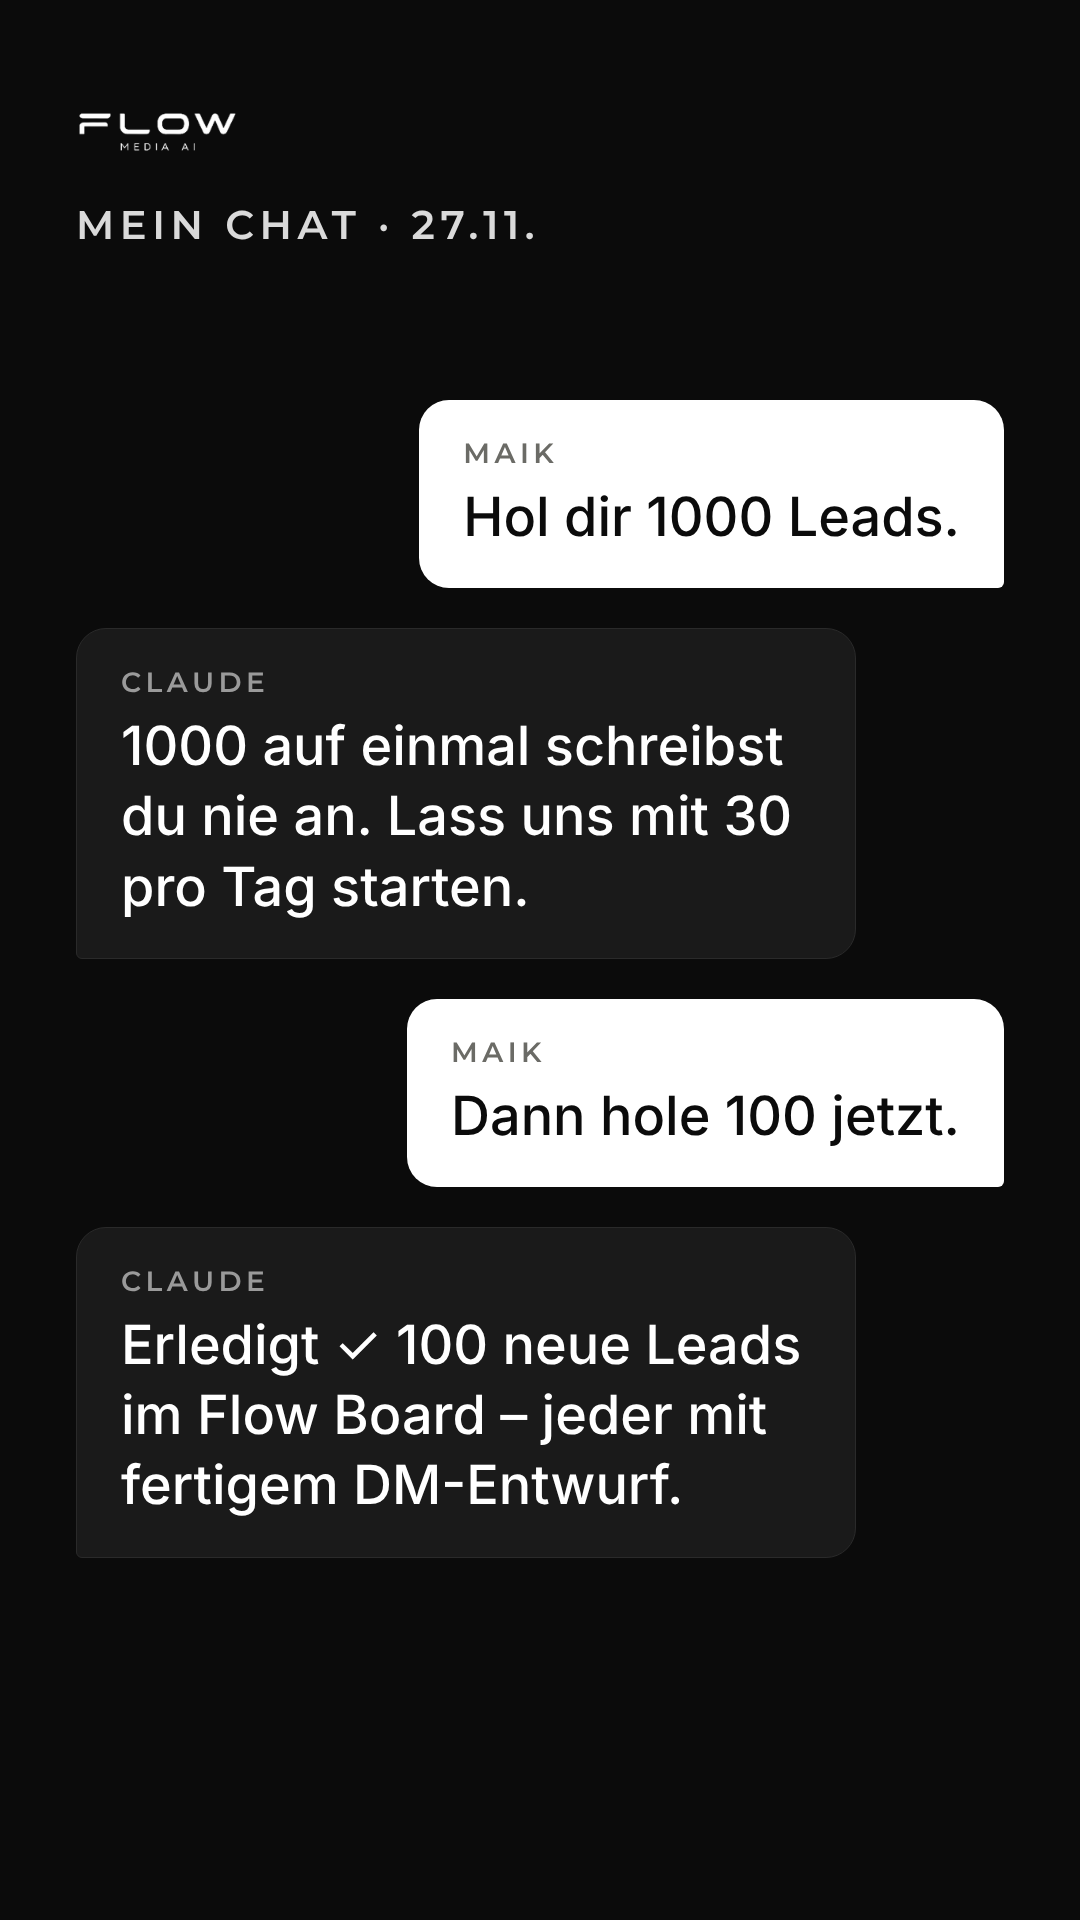 FLOW
MEDIA AI
MEIN CHAT · 27.11.
MAIK
Hol dir 1000 Leads.
CLAUDE
1000 auf einmal schreibst
du nie an. Lass uns mit 30
pro Tag starten.
MAIK
Dann hole 100 jetzt.
CLAUDE
Erledigt ✓ 100 neue Leads
im Flow Board – jeder mit
fertigem DM-Entwurf.